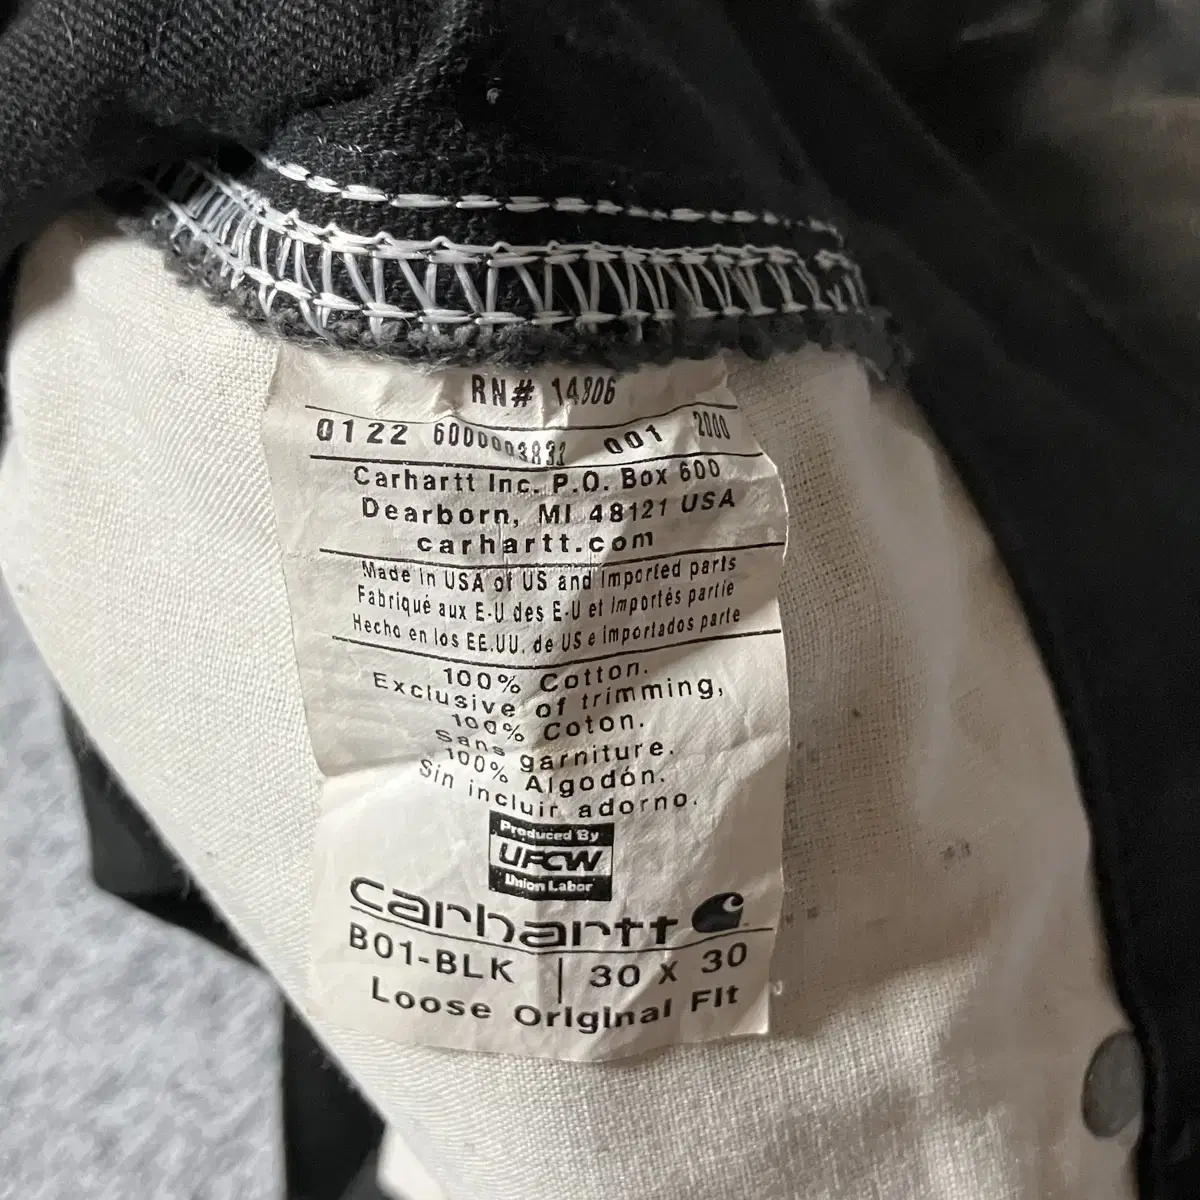 RN# 14806
0122 6000003831 001 2000
Carhartt Inc. P.O. Box 600
Dearborn, MI 48121 USA
carhartt.com
Made in USA of US and Imported parts
Fabriqué aux E-U des E-U et importés partie
Hecho en los EE.UU. de US e importados parte
100% Cotton.
Exclusive of trimming,
100% Coton.
Sans garniture.
100% Algodón.
Sin incluir adorno.
Produced By
UFCW
Union Labor
carhartt
B01-BLK | 30 X 30
Loose Original Fit